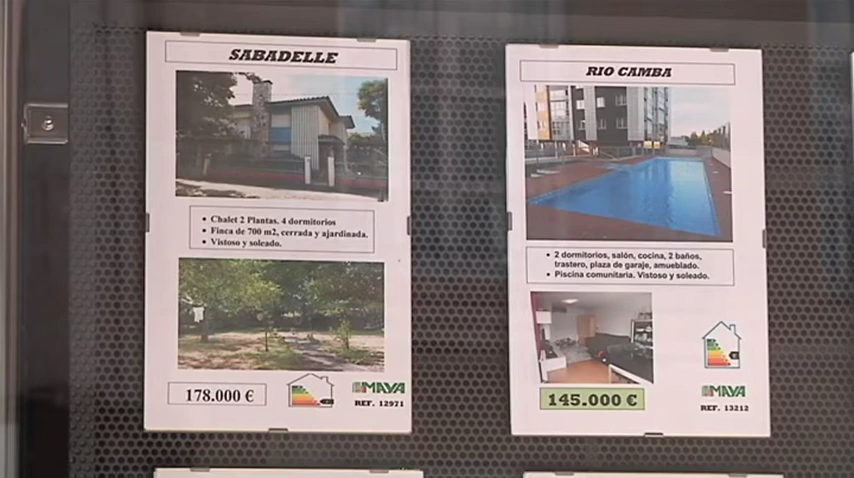 SABADELLE
• Chalet 2 Plantas. 4 dormitorios
• Finca de 700 m2, cerrada y ajardinada.
• Vistoso y soleado.
178.000 €
MAYA
REF. 12971
RIO CAMBA
• 2 dormitorios, salón, cocina, 2 baños,
trastero, plaza de garaje, amueblado.
• Piscina comunitaria. Vistoso y soleado.
145.000 €
MAYA
REF. 13212